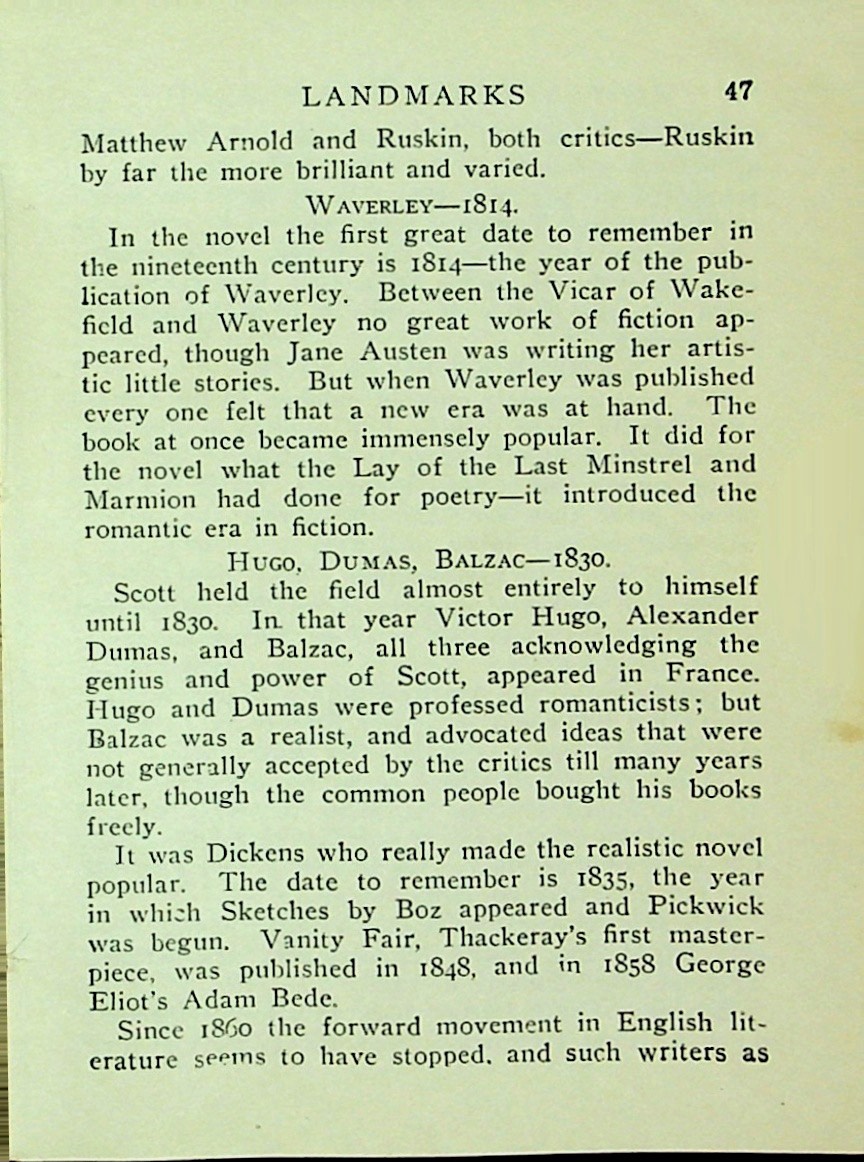 LANDMARKS 47
Matthew Arnold and Ruskin, both critics—Ruskin
by far the more brilliant and varied.
WAVERLEY—1814.
In the novel the first great date to remember in
the nineteenth century is 1814—the year of the pub-
lication of Waverley. Between the Vicar of Wake-
field and Waverley no great work of fiction ap-
peared, though Jane Austen was writing her artis-
tic little stories. But when Waverley was published
every one felt that a new era was at hand. The
book at once became immensely popular. It did for
the novel what the Lay of the Last Minstrel and
Marmion had done for poetry—it introduced the
romantic era in fiction.
HUGO, DUMAS, BALZAC—1830.
Scott held the field almost entirely to himself
until 1830. In that year Victor Hugo, Alexander
Dumas, and Balzac, all three acknowledging the
genius and power of Scott, appeared in France.
Hugo and Dumas were professed romanticists; but
Balzac was a realist, and advocated ideas that were
not generally accepted by the critics till many years
later, though the common people bought his books
freely.
It was Dickens who really made the realistic novel
popular. The date to remember is 1835, the year
in which Sketches by Boz appeared and Pickwick
was begun. Vanity Fair, Thackeray's first master-
piece, was published in 1848, and in 1858 George
Eliot's Adam Bede.
Since 1860 the forward movement in English lit-
erature seems to have stopped, and such writers as